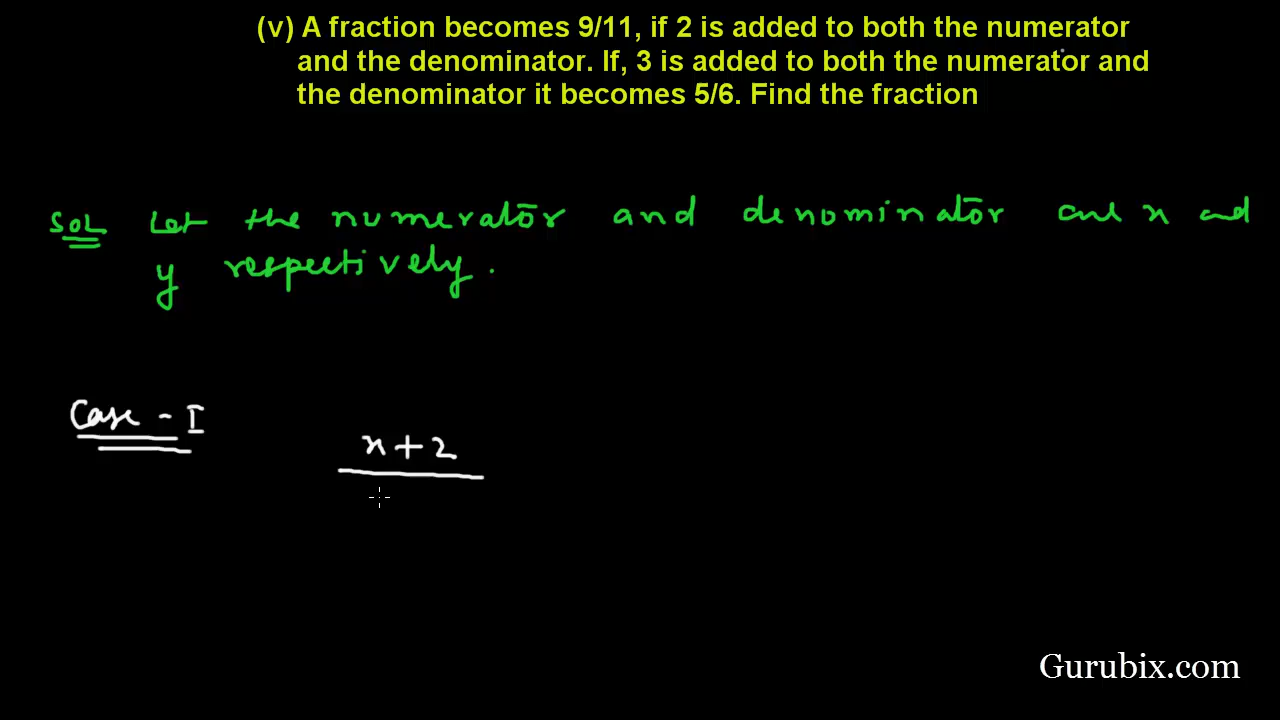 (v) A fraction becomes 9/11, if 2 is added to both the numerator
and the denominator. If, 3 is added to both the numerator and
the denominator it becomes 5/6. Find the fraction
Sol Let the numerator and denominator are x and
y respectively.
Case - I
x + 2
Gurubix.com